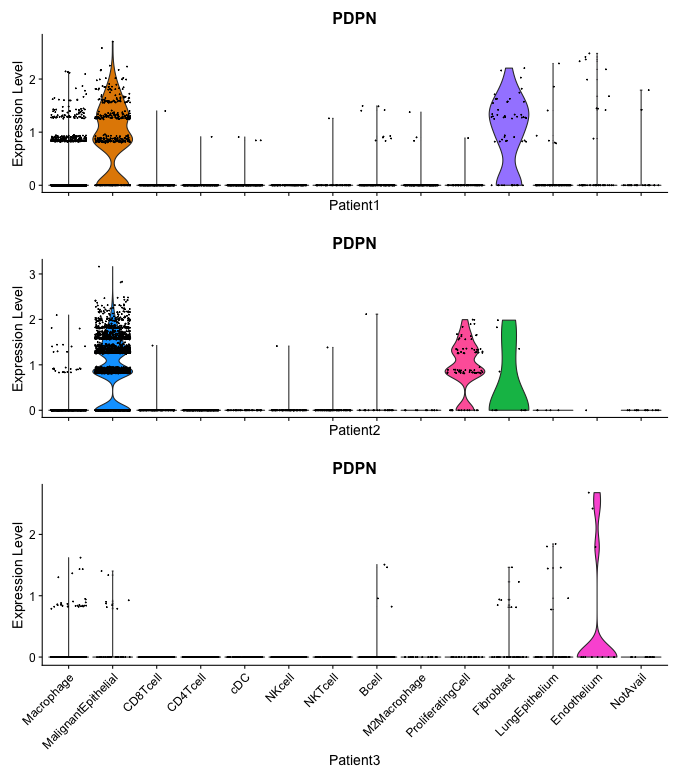 PDPN
Expression Level
2
1
0
Patient1
PDPN
Expression Level
3
2
1
0
Patient2
PDPN
Expression Level
2
1
0
Macrophage
MalignantEpithelial
CD8Tcell
CD4Tcell
cDC
NKcell
NKTcell
Bcell
M2Macrophage
ProliferatingCell
Fibroblast
LungEpithelium
Endothelium
NotAvail
Patient3